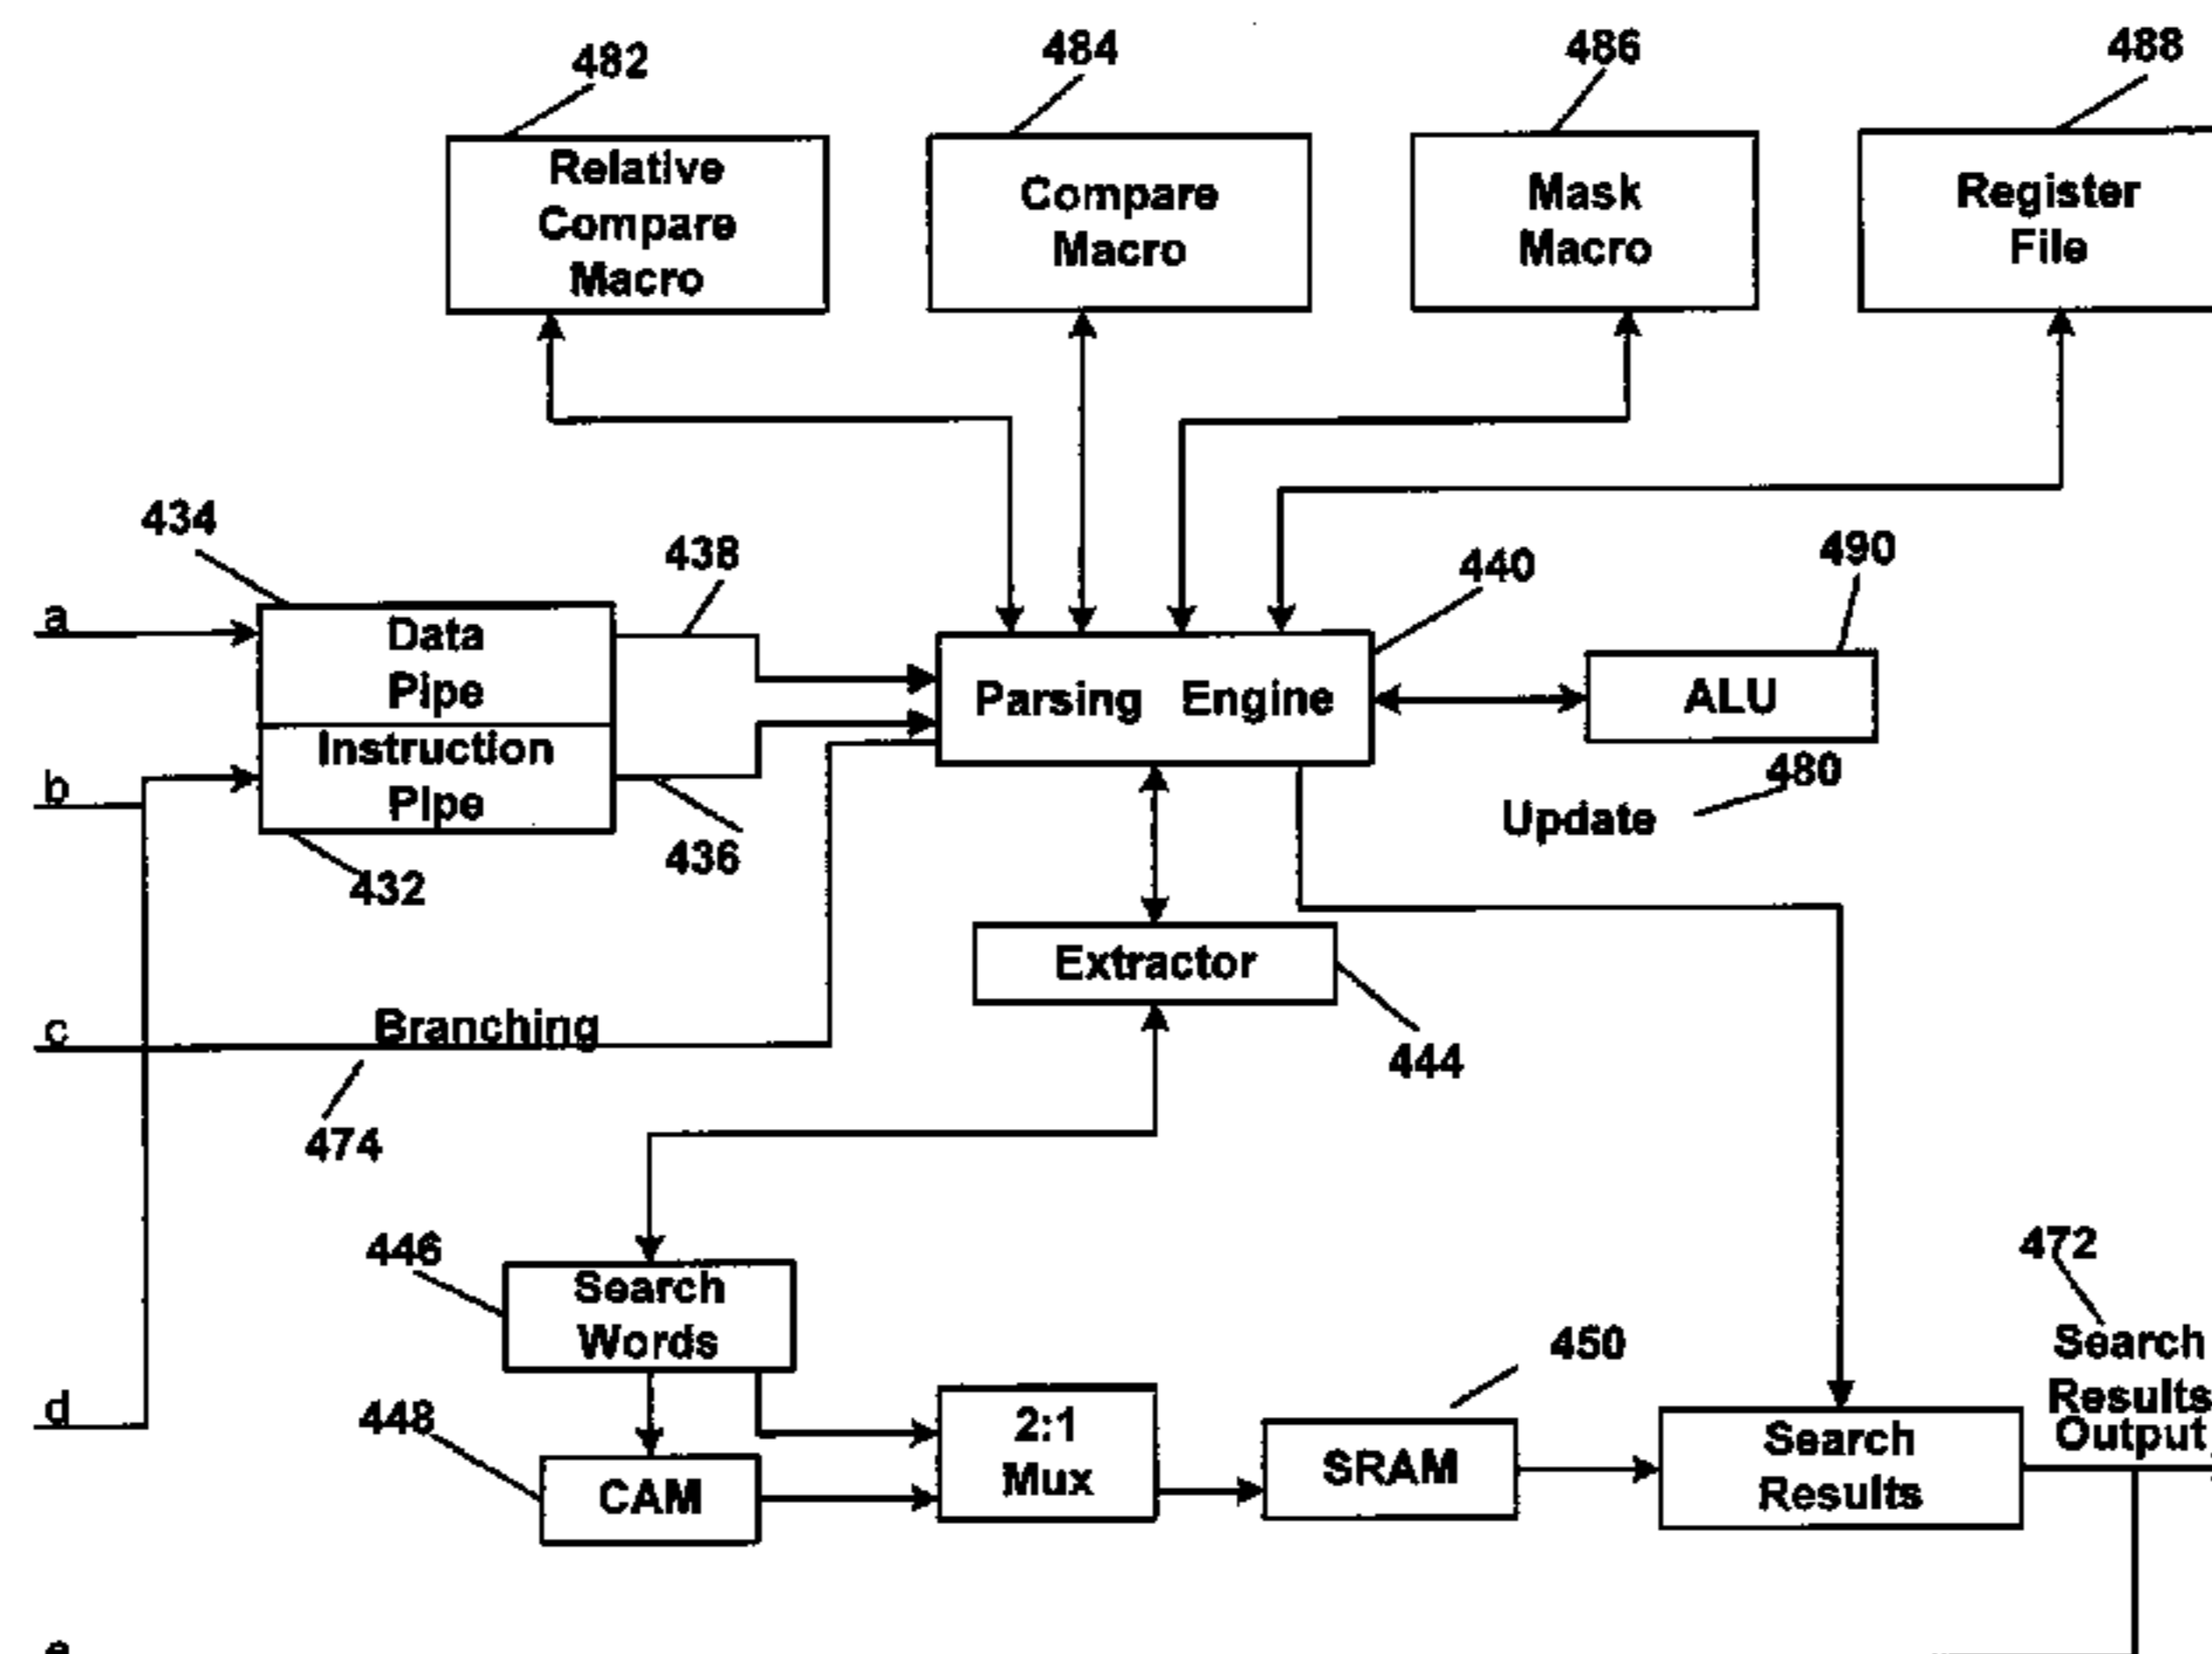 482
484
486
488
Relative
Compare
Macro
Compare
Macro
Mask
Macro
Register
File
434
438
440
490
a
Data
Pipe
Parsing Engine
ALU
b
Instruction
Pipe
480
Update
436
432
Extractor
c
Branching
444
474
446
472
Search
Words
450
Search
Results
Output
d
448
2:1
Mux
CAM
SRAM
Search
Results
e